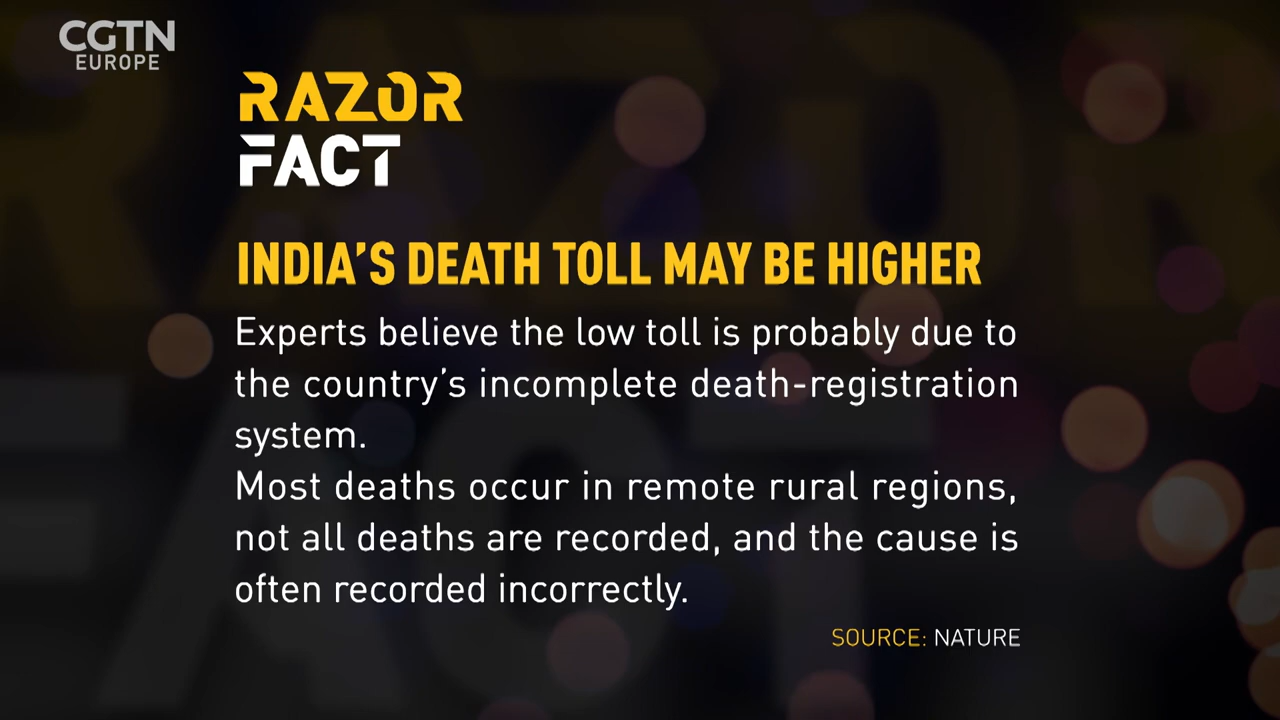 CGTN
EUROPE
RAZOR
FACT
INDIA'S DEATH TOLL MAY BE HIGHER
Experts believe the low toll is probably due to
the country's incomplete death-registration
system.
Most deaths occur in remote rural regions,
not all deaths are recorded, and the cause is
often recorded incorrectly.
SOURCE: NATURE